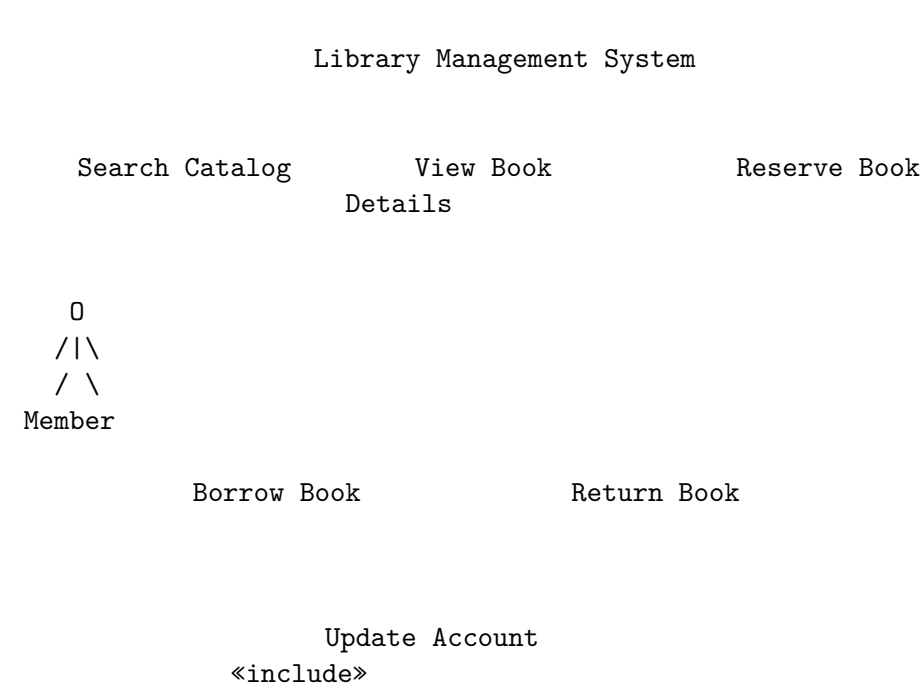 Library Management System
Search Catalog View Book Reserve Book
Details
O
/|\
/ \
Member
Borrow Book Return Book
Update Account
«include»